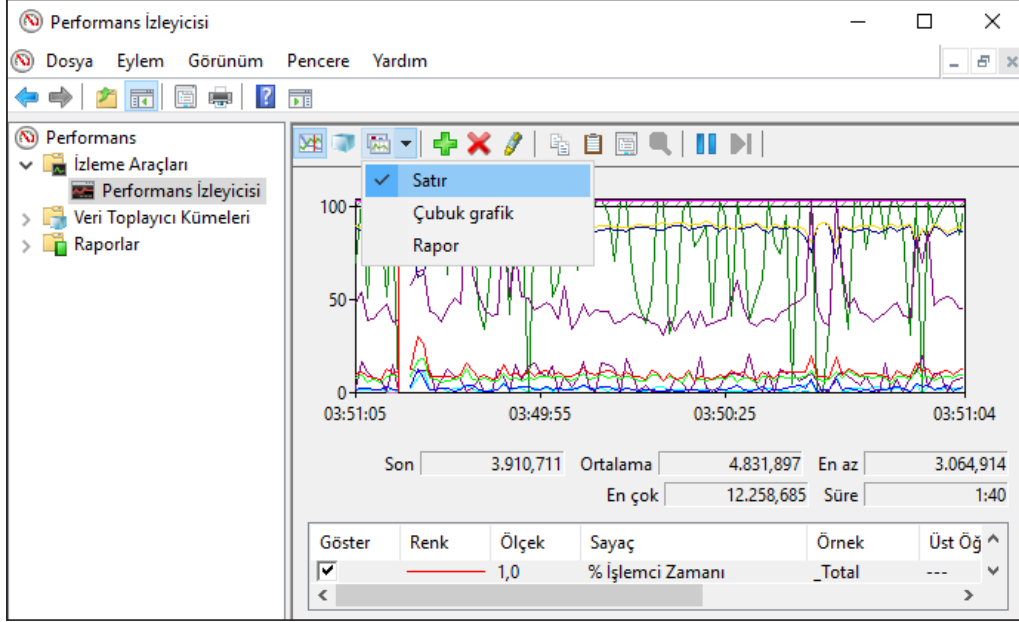 Performans İzleyicisi
Dosya Eylem Görünüm Pencere Yardım
Performans
İzleme Araçları
Performans İzleyicisi
Veri Toplayıcı Kümeleri
Raporlar
Satır
Çubuk grafik
Rapor
100
50
0
03:51:05 03:49:55 03:50:25 03:51:04
Son 3.910,711 Ortalama 4.831,897 En az 3.064,914
En çok 12.258,685 Süre 1:40
Göster Renk Ölçek Sayaç Örnek Üst Öğ
1,0 % İşlemci Zamanı _Total ---